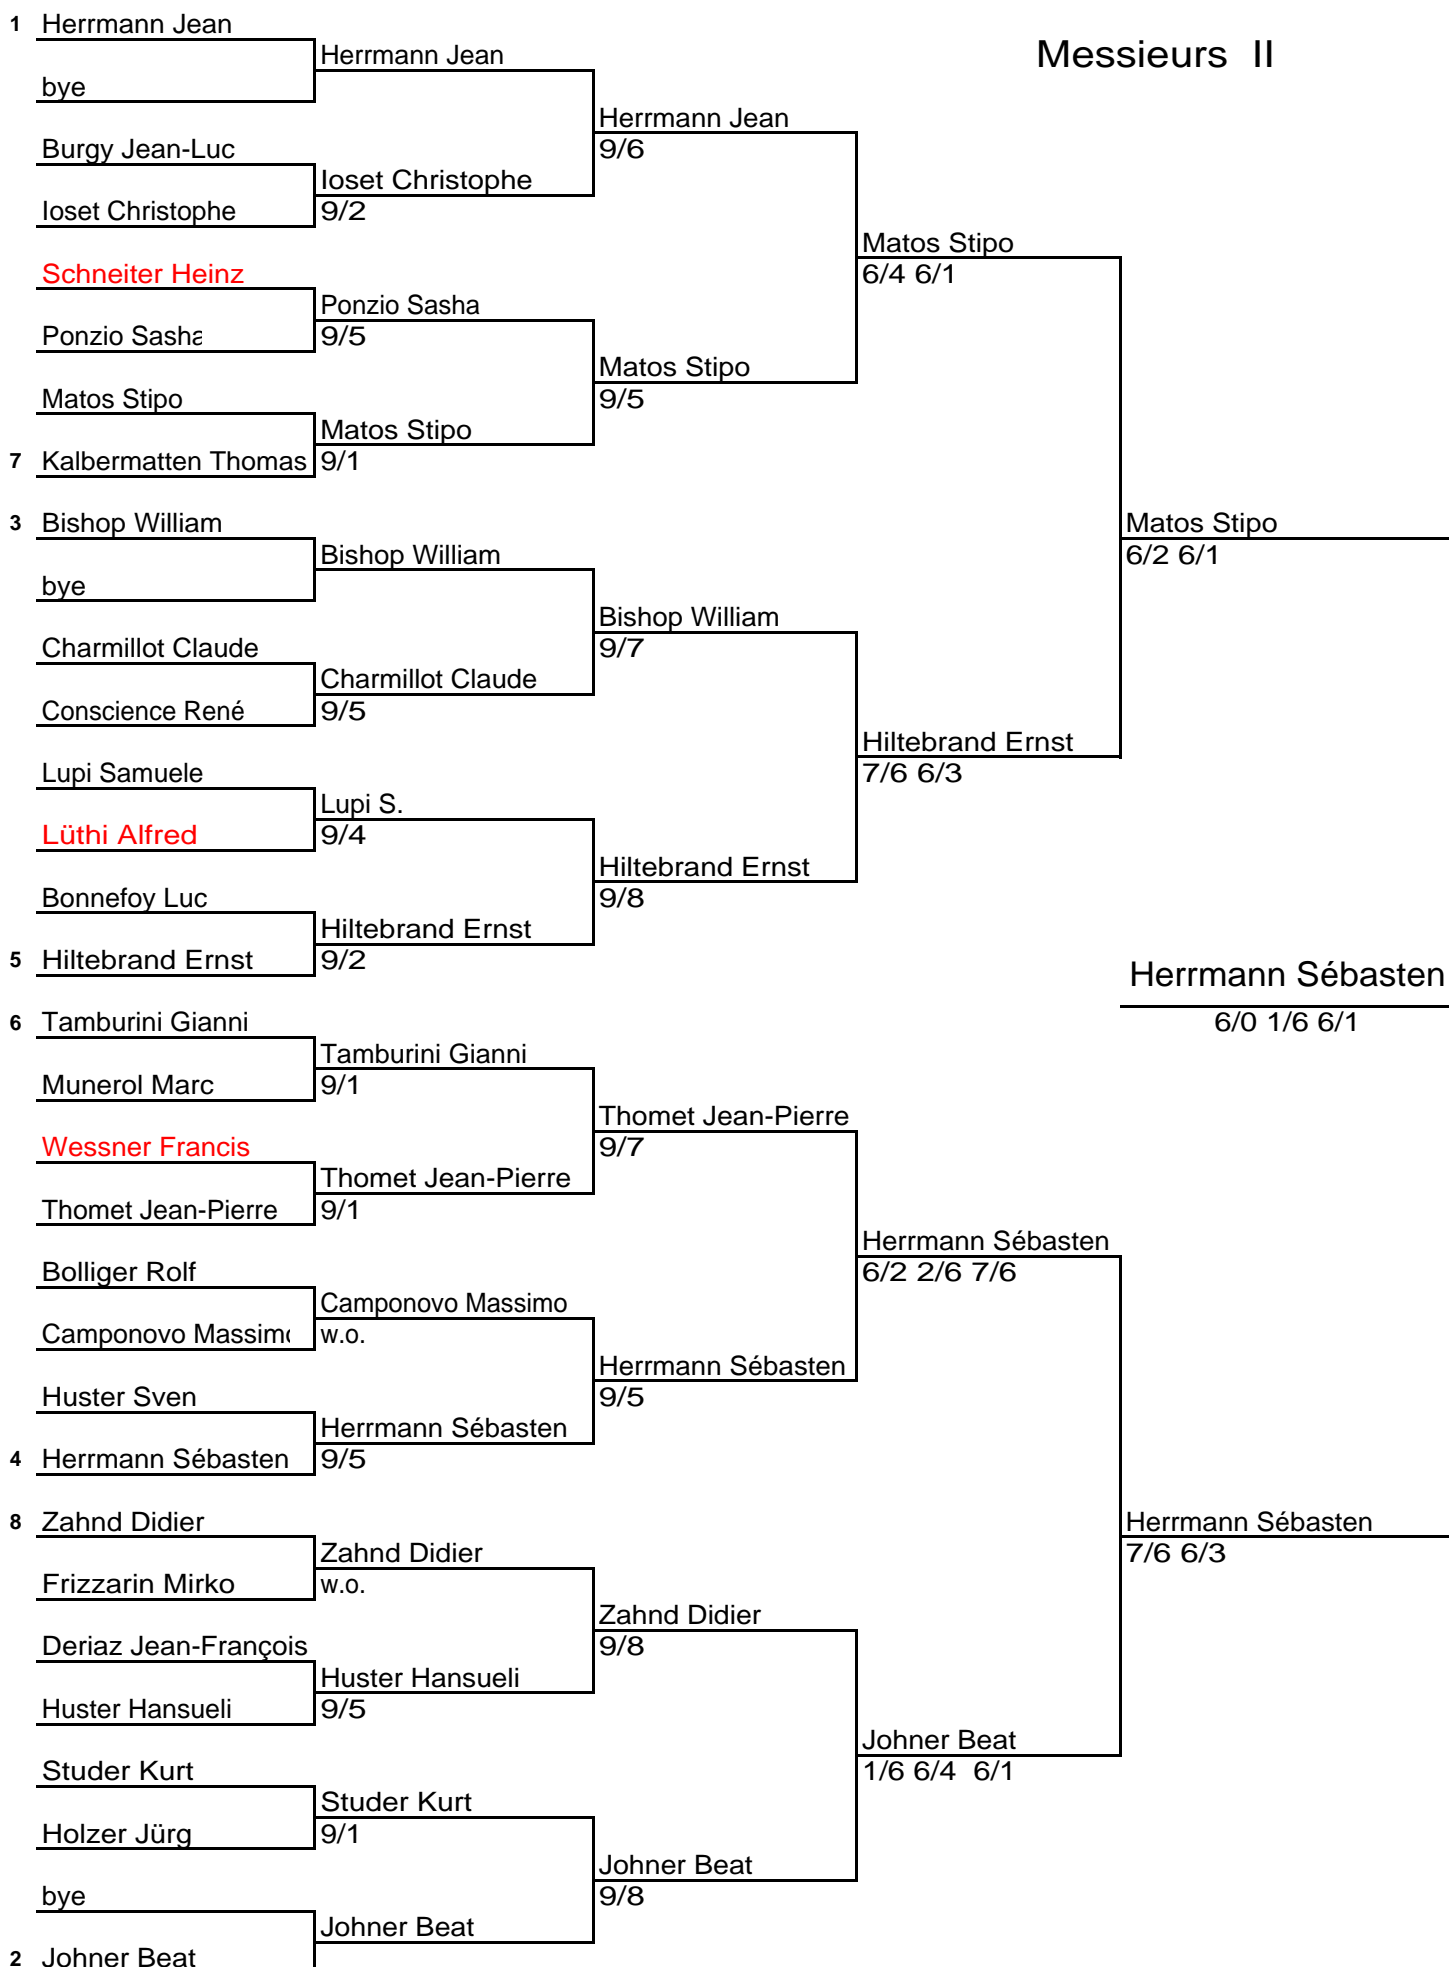 Messieurs II
1 Herrmann Jean
bye
Burgy Jean-Luc
Ioset Christophe
Schneiter Heinz
Ponzio Sasha
Matos Stipo
7 Kalbermatten Thomas
3 Bishop William
bye
Charmillot Claude
Conscience René
Lupi Samuele
Lüthi Alfred
Bonnefoy Luc
5 Hiltebrand Ernst
6 Tamburini Gianni
Munerol Marc
Wessner Francis
Thomet Jean-Pierre
Bolliger Rolf
Camponovo Massimo
Huster Sven
4 Herrmann Sébasten
8 Zahnd Didier
Frizzarin Mirko
Deriaz Jean-François
Huster Hansueli
Studer Kurt
Holzer Jürg
bye
2 Johner Beat
Herrmann Jean
Ioset Christophe
9/2
Ponzio Sasha
9/5
Matos Stipo
9/1
Bishop William
Charmillot Claude
9/5
Lupi S.
9/4
Hiltebrand Ernst
9/2
Tamburini Gianni
9/1
Thomet Jean-Pierre
9/1
Camponovo Massimo
w.o.
Herrmann Sébasten
9/5
Zahnd Didier
w.o.
Huster Hansueli
9/5
Studer Kurt
9/1
Johner Beat
Herrmann Jean
9/6
Matos Stipo
9/5
Bishop William
9/7
Hiltebrand Ernst
9/8
Thomet Jean-Pierre
9/7
Herrmann Sébasten
9/5
Zahnd Didier
9/8
Johner Beat
9/8
Matos Stipo
6/4 6/1
Hiltebrand Ernst
7/6 6/3
Herrmann Sébasten
6/2 2/6 7/6
Johner Beat
1/6 6/4 6/1
Matos Stipo
6/2 6/1
Herrmann Sébasten
7/6 6/3
Herrmann Sébasten
6/0 1/6 6/1